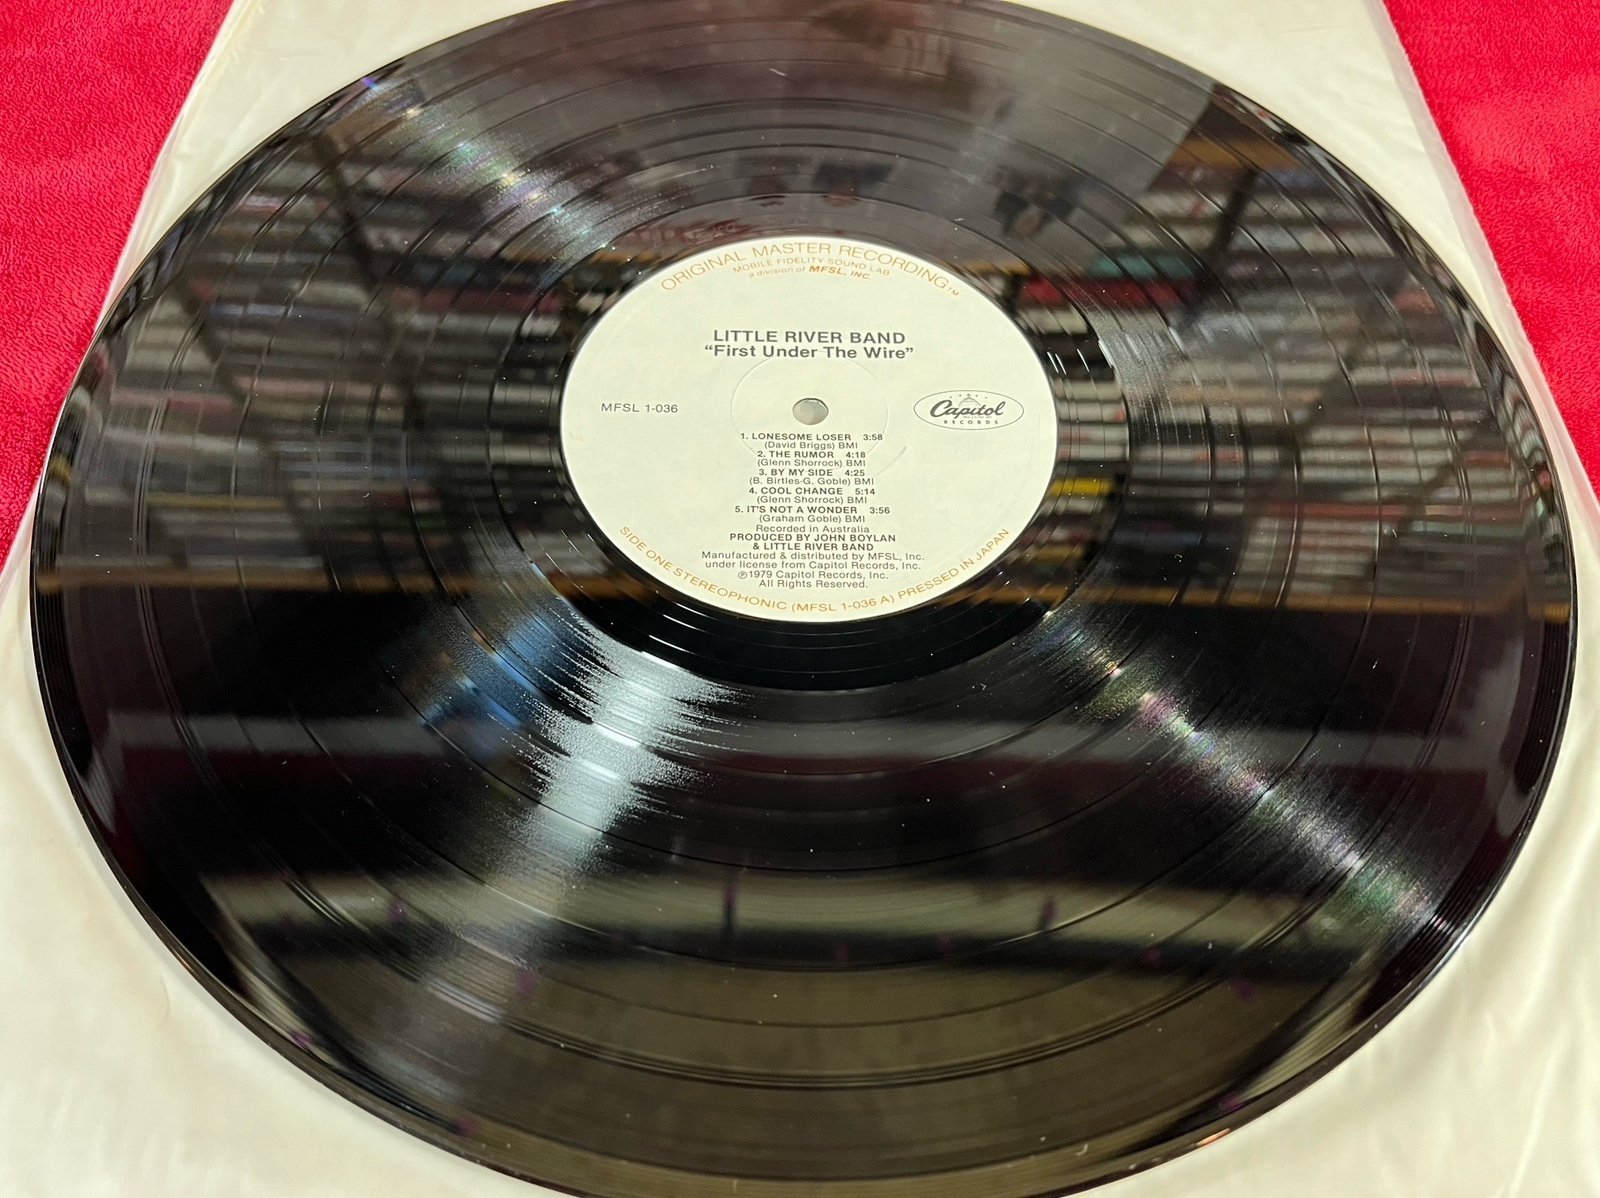 ORIGINAL MASTER RECORDING™
MOBILE FIDELITY SOUND LAB
a division of MFSL, INC.
LITTLE RIVER BAND
“First Under The Wire”
MFSL 1-036
Capitol
RECORDS
1. LONESOME LOSER 3:58
(David Briggs) BMI
2. THE RUMOR 4:18
(Glenn Shorrock) BMI
3. BY MY SIDE 4:25
(B. Birtles-G. Goble) BMI
4. COOL CHANGE 5:14
(Glenn Shorrock) BMI
5. IT'S NOT A WONDER 3:56
(Graham Goble) BMI
Recorded in Australia
PRODUCED BY JOHN BOYLAN
& LITTLE RIVER BAND
Manufactured & distributed by MFSL, Inc.
under license from Capitol Records, Inc.
℗1979 Capitol Records, Inc.
All Rights Reserved.
SIDE ONE STEREOPHONIC (MFSL 1-036 A) PRESSED IN JAPAN